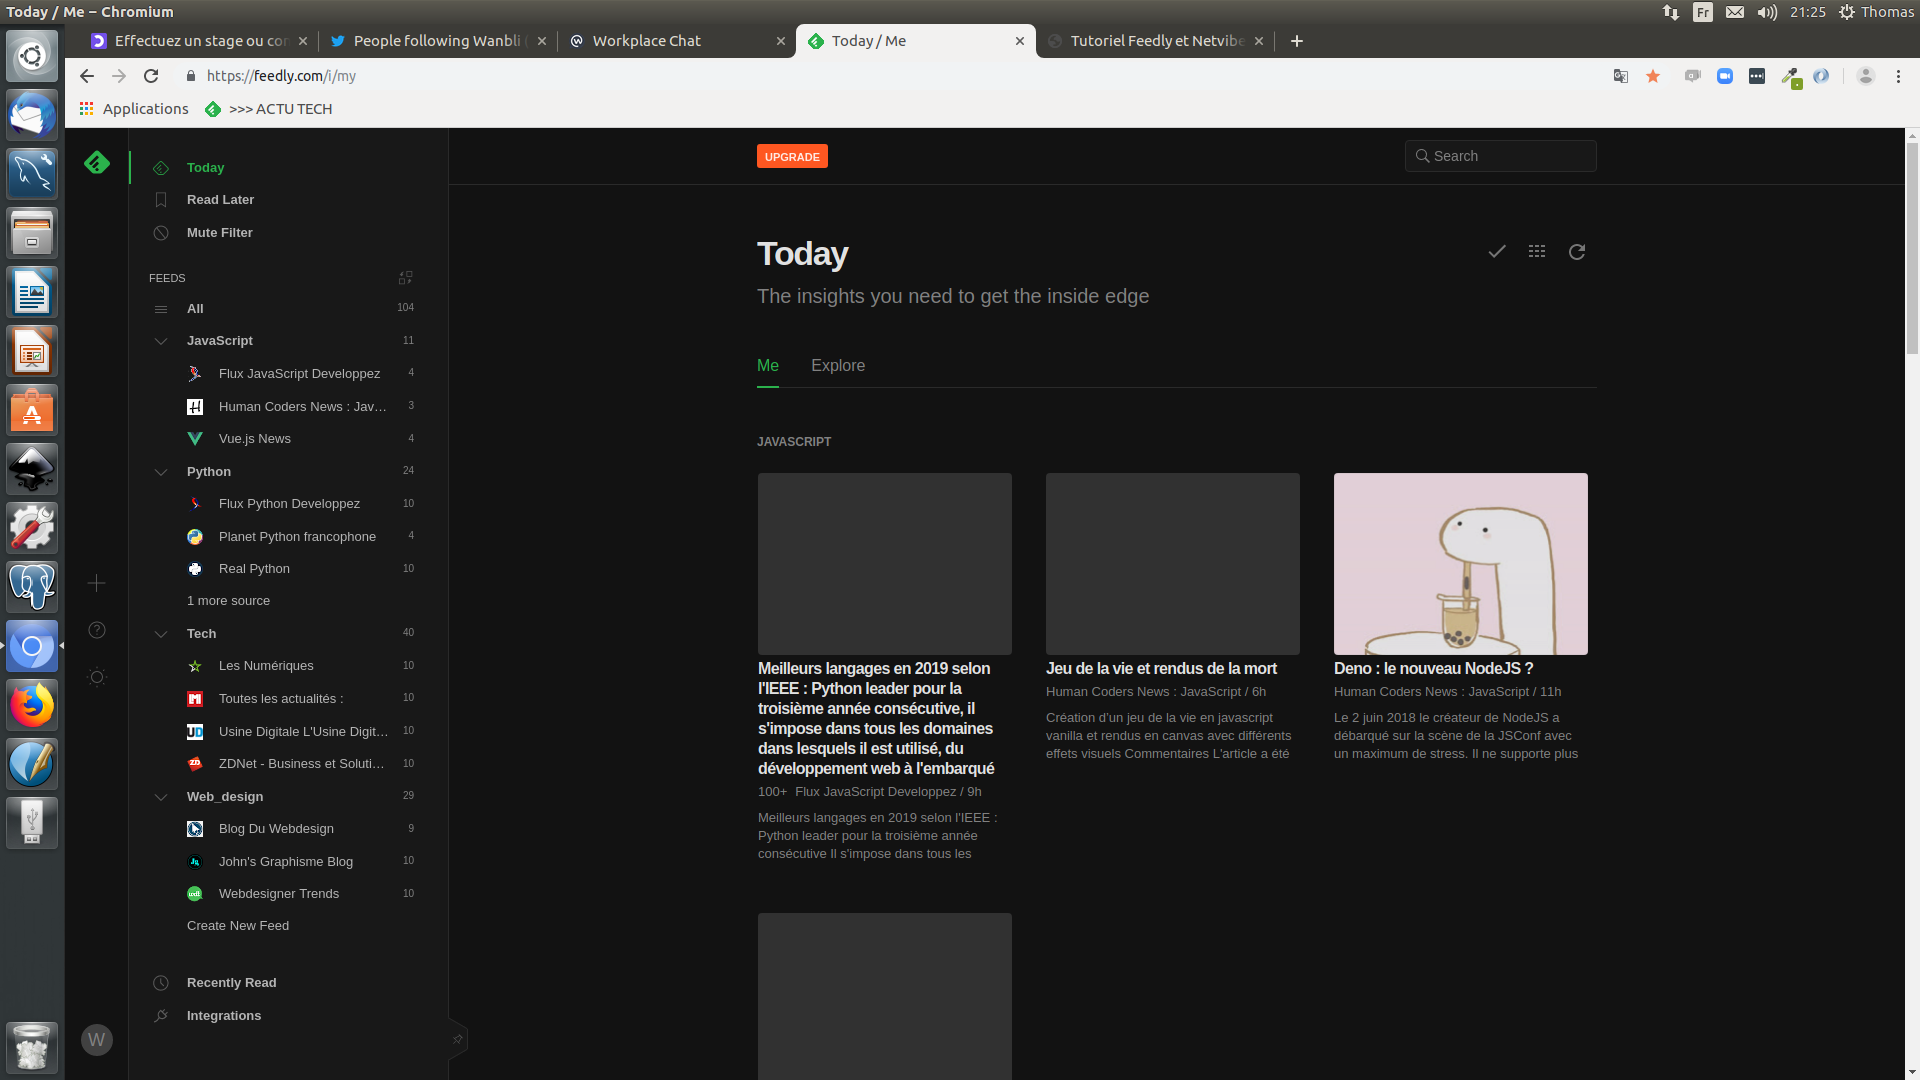 Today / Me – Chromium
Fr
21:25
Thomas
Effectuez un stage ou con
People following Wanbli (
Workplace Chat
Today / Me
Tutoriel Feedly et Netvibe
https://feedly.com/i/my
Applications
>>> ACTU TECH
Today
Read Later
Mute Filter
FEEDS
All 104
JavaScript 11
Flux JavaScript Developpez 4
Human Coders News : Jav… 3
Vue.js News 4
Python 24
Flux Python Developpez 10
Planet Python francophone 4
Real Python 10
1 more source
Tech 40
Les Numériques 10
Toutes les actualités : 10
Usine Digitale L'Usine Digit… 10
ZDNet - Business et Soluti… 10
Web_design 29
Blog Du Webdesign 9
John's Graphisme Blog 10
Webdesigner Trends 10
Create New Feed
Recently Read
Integrations
W
UPGRADE
Search
Today
The insights you need to get the inside edge
Me
Explore
JAVASCRIPT
Meilleurs langages en 2019 selon
l'IEEE : Python leader pour la
troisième année consécutive, il
s'impose dans tous les domaines
dans lesquels il est utilisé, du
développement web à l'embarqué
100+ Flux JavaScript Developpez / 9h
Meilleurs langages en 2019 selon l'IEEE :
Python leader pour la troisième année
consécutive Il s'impose dans tous les
Jeu de la vie et rendus de la mort
Human Coders News : JavaScript / 6h
Création d’un jeu de la vie en javascript
vanilla et rendus en canvas avec différents
effets visuels Commentaires L'article a été
Deno : le nouveau NodeJS ?
Human Coders News : JavaScript / 11h
Le 2 juin 2018 le créateur de NodeJS a
débarqué sur la scène de la JSConf avec
un maximum de stress. Il ne supporte plus